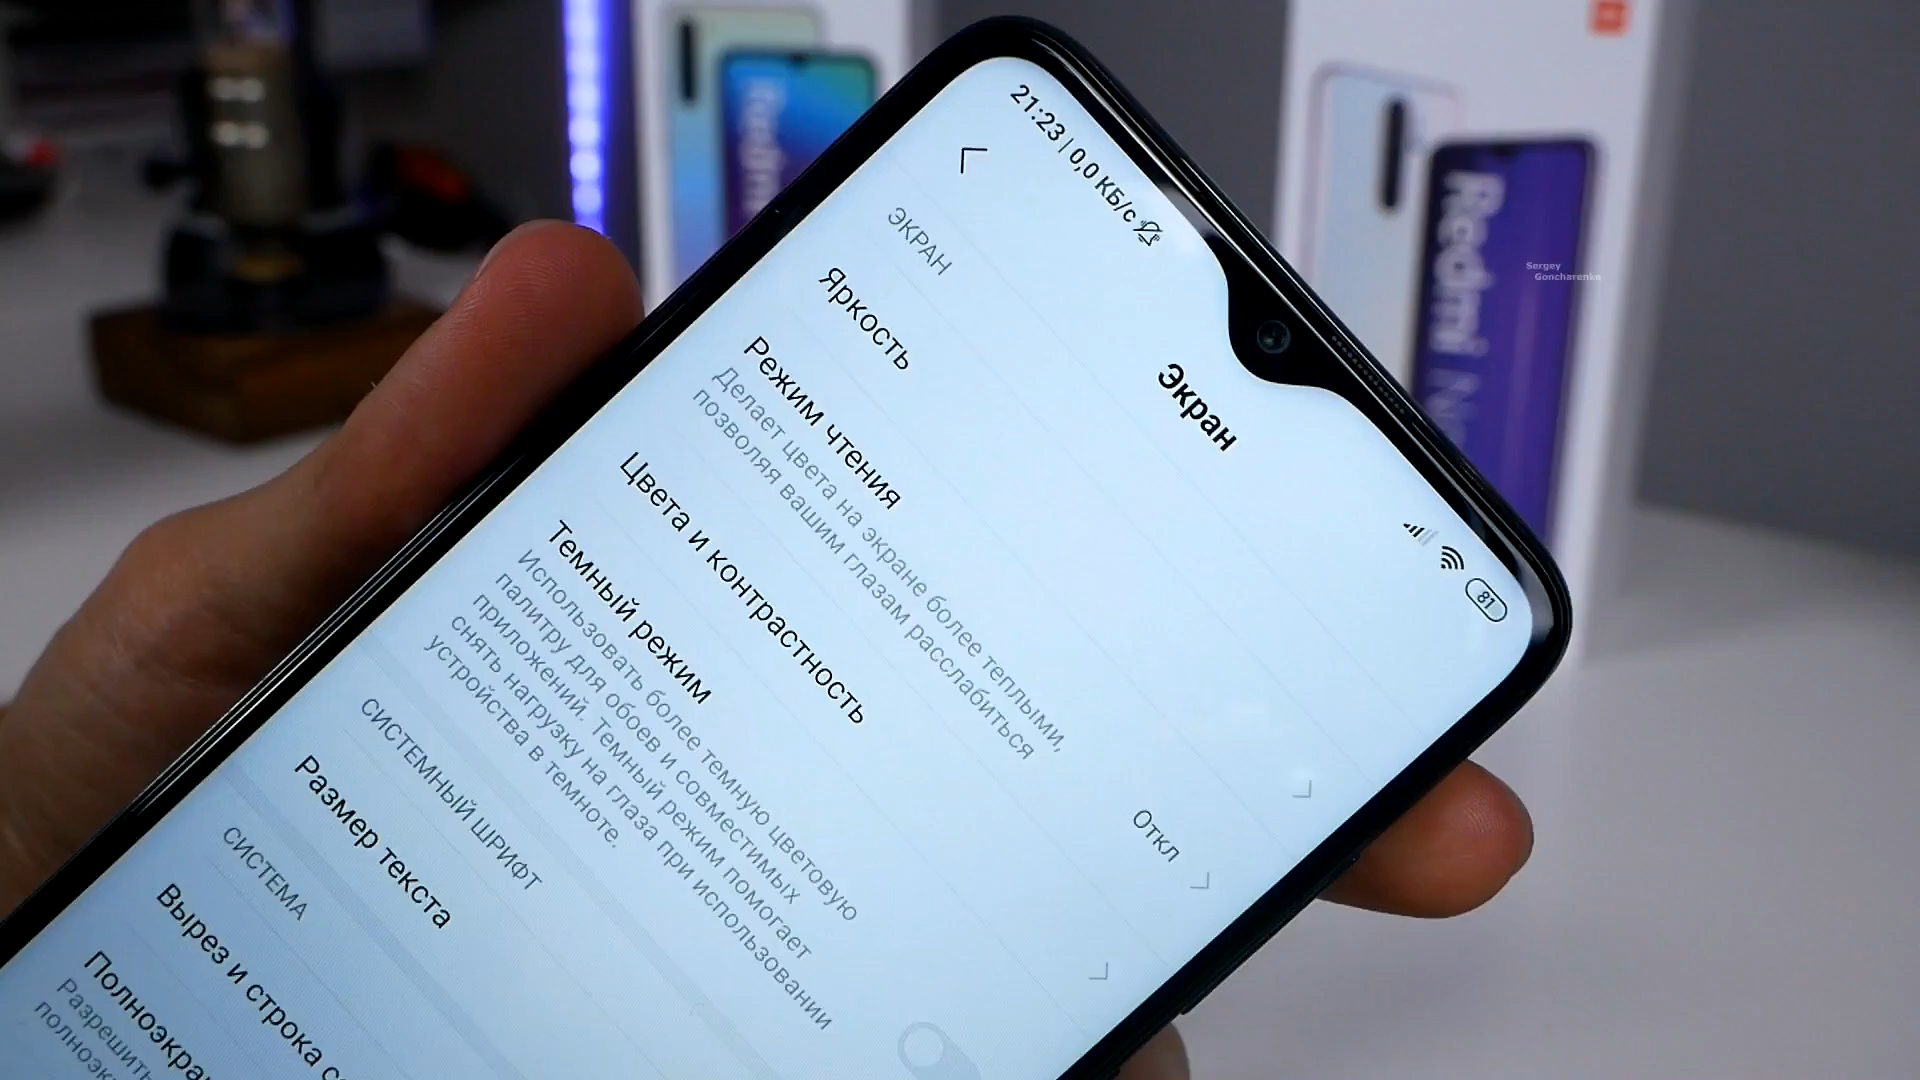 21:23 | 0,0 КБ/с
81
Экран
ЭКРАН
Яркость
Режим чтения
Делает цвета на экране более теплыми,
позволяя вашим глазам расслабиться
Откл
Цвета и контрастность
Темный режим
Использовать более темную цветовую
палитру для обоев и совместимых
приложений. Темный режим помогает
снять нагрузку на глаза при использовании
устройства в темноте.
СИСТЕМНЫЙ ШРИФТ
Размер текста
СИСТЕМА
Вырез и строка
Разрешить
Redmi
Redmi
Sergey
Goncharenko